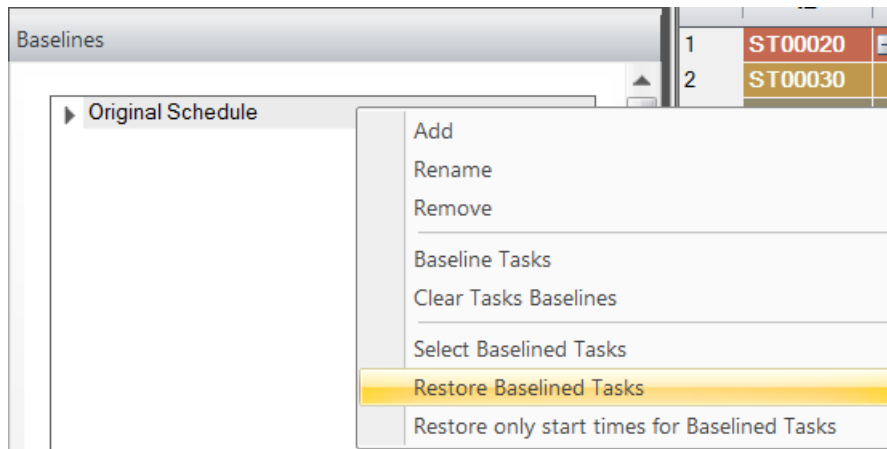 Baselines
1 ST00020
2 ST00030
Original Schedule
Add
Rename
Remove
Baseline Tasks
Clear Tasks Baselines
Select Baselined Tasks
Restore Baselined Tasks
Restore only start times for Baselined Tasks